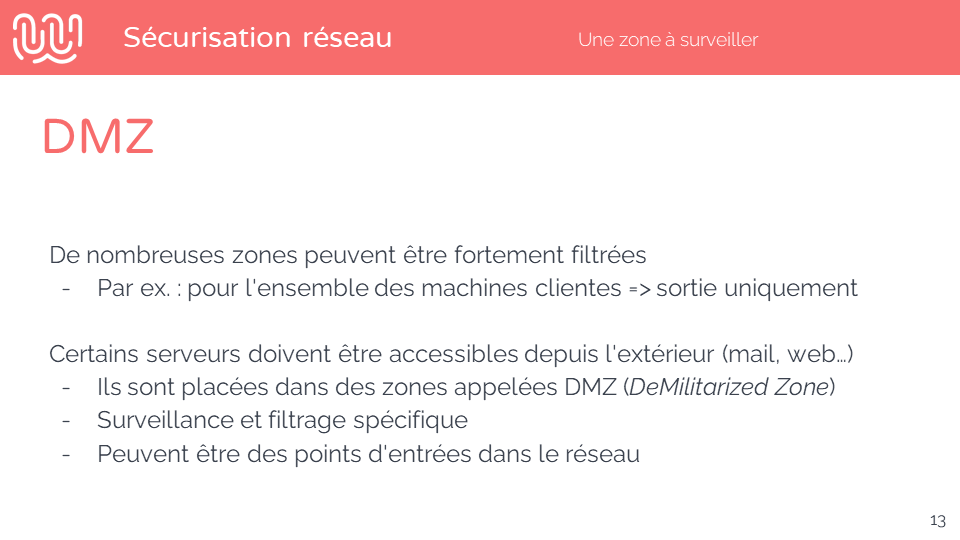 Sécurisation réseau
Une zone à surveiller
DMZ
De nombreuses zones peuvent être fortement filtrées
- Par ex. : pour l'ensemble des machines clientes => sortie uniquement
Certains serveurs doivent être accessibles depuis l'extérieur (mail, web…)
- Ils sont placées dans des zones appelées DMZ (DeMilitarized Zone)
- Surveillance et filtrage spécifique
- Peuvent être des points d'entrées dans le réseau
13